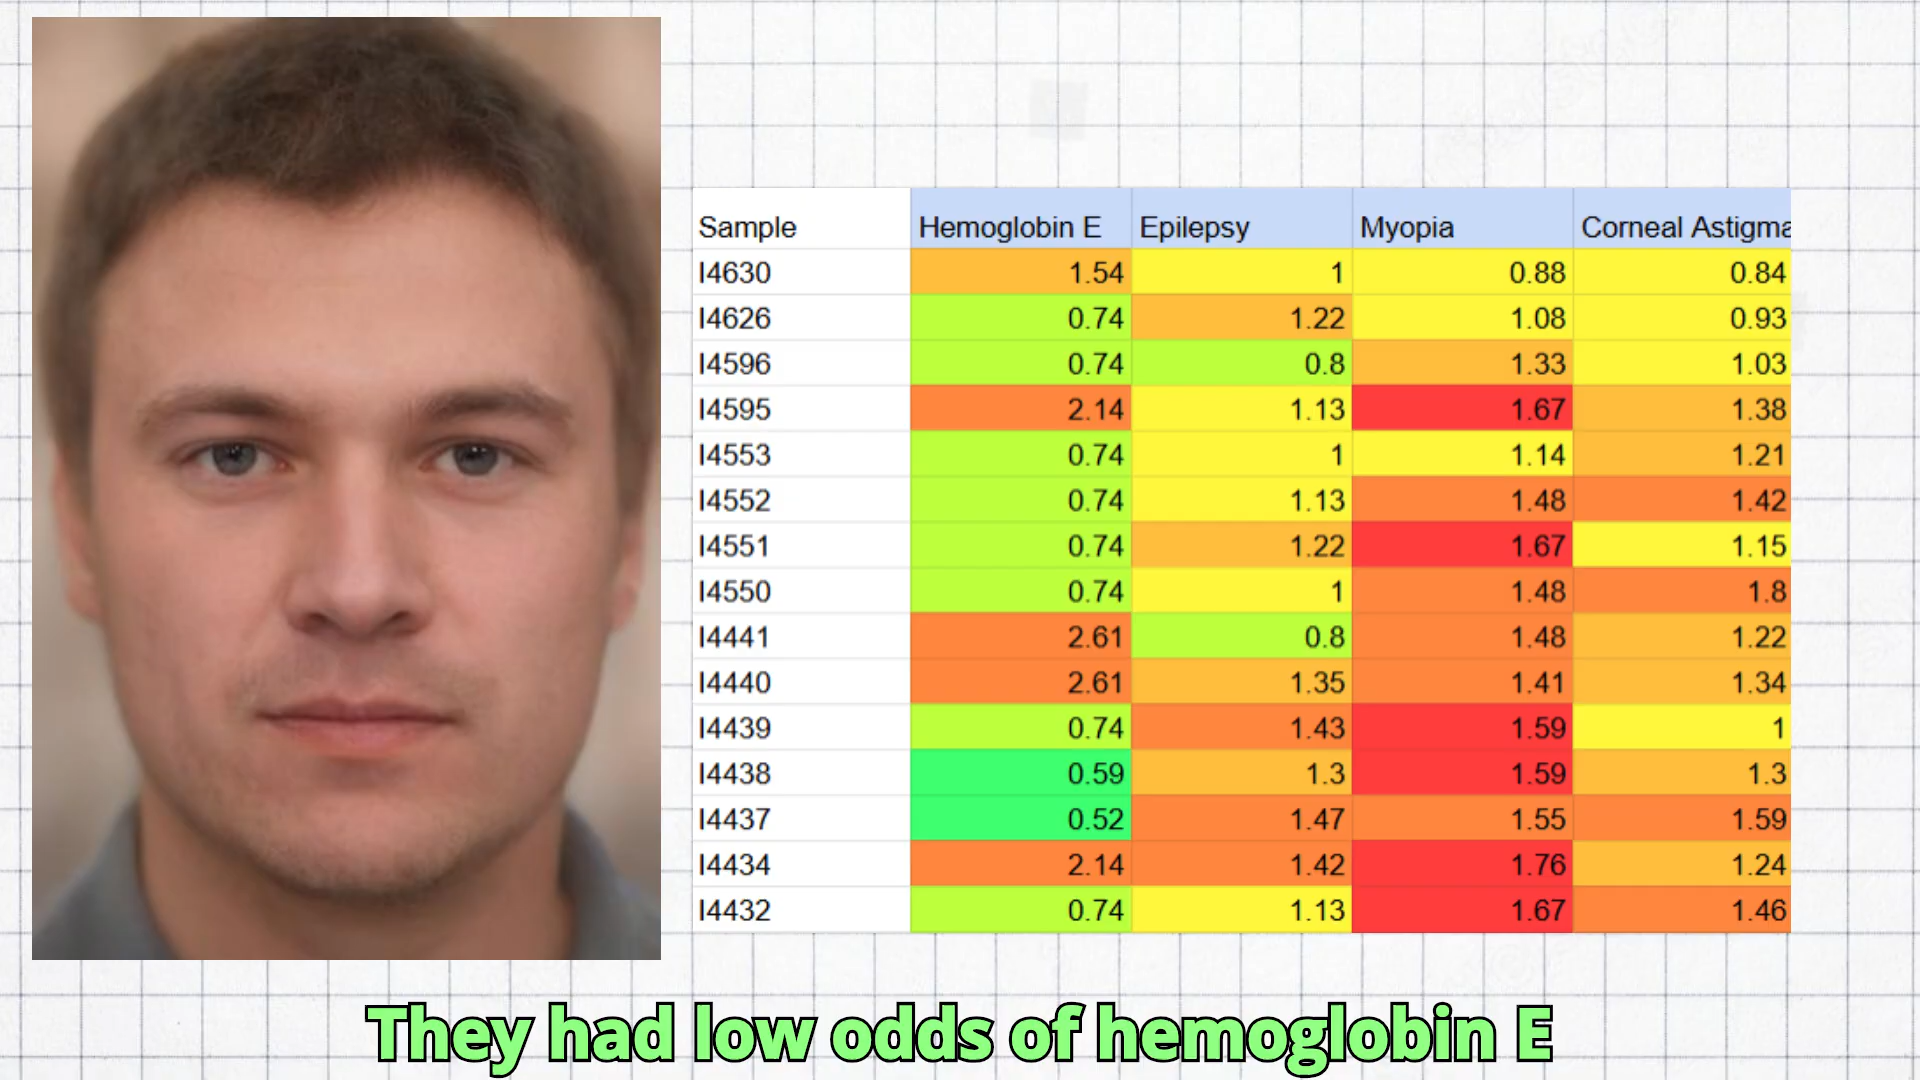 Sample Hemoglobin E Epilepsy Myopia Corneal Astigma
I4630 1.54 1 0.88 0.84
I4626 0.74 1.22 1.08 0.93
I4596 0.74 0.8 1.33 1.03
I4595 2.14 1.13 1.67 1.38
I4553 0.74 1 1.14 1.21
I4552 0.74 1.13 1.48 1.42
I4551 0.74 1.22 1.67 1.15
I4550 0.74 1 1.48 1.8
I4441 2.61 0.8 1.48 1.22
I4440 2.61 1.35 1.41 1.34
I4439 0.74 1.43 1.59 1
I4438 0.59 1.3 1.59 1.3
I4437 0.52 1.47 1.55 1.59
I4434 2.14 1.42 1.76 1.24
I4432 0.74 1.13 1.67 1.46
They had low odds of hemoglobin E